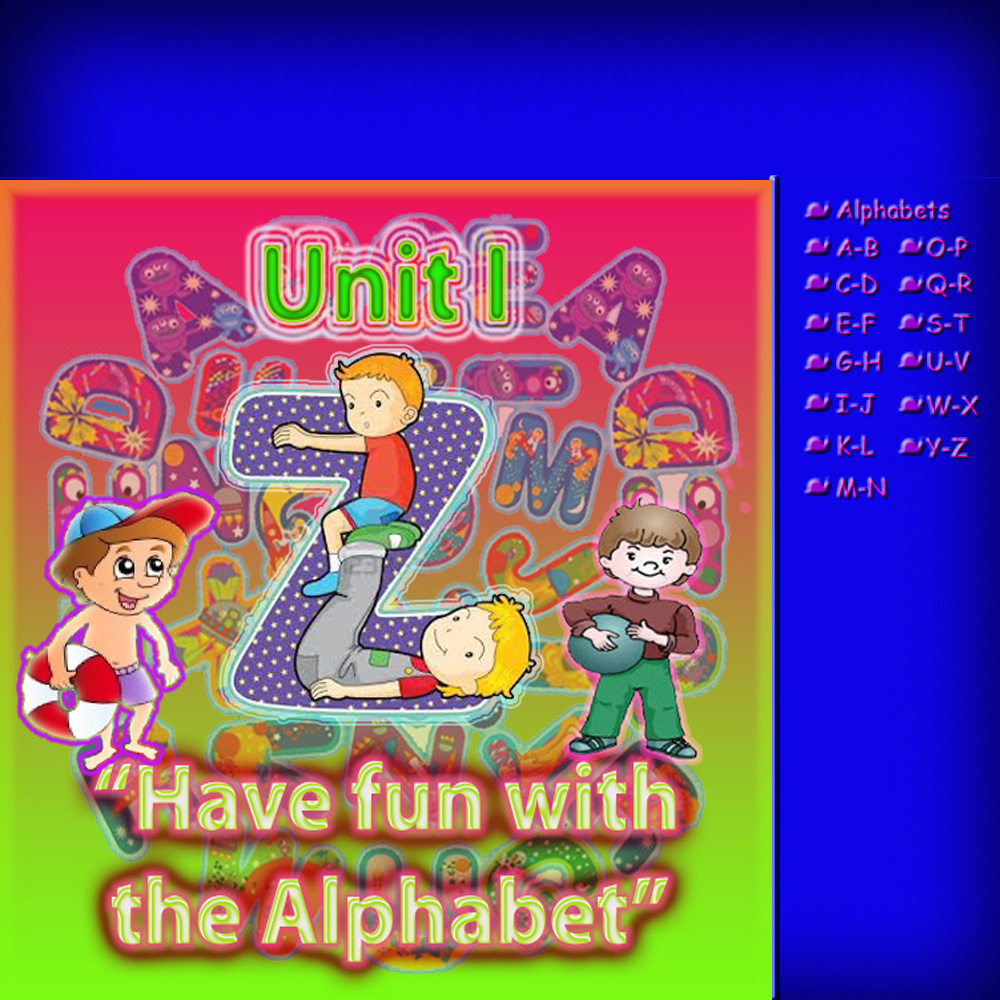 Unit I
Z
“Have fun with
the Alphabet”
Alphabets
A-B
C-D
E-F
G-H
I-J
K-L
M-N
O-P
Q-R
S-T
U-V
W-X
Y-Z